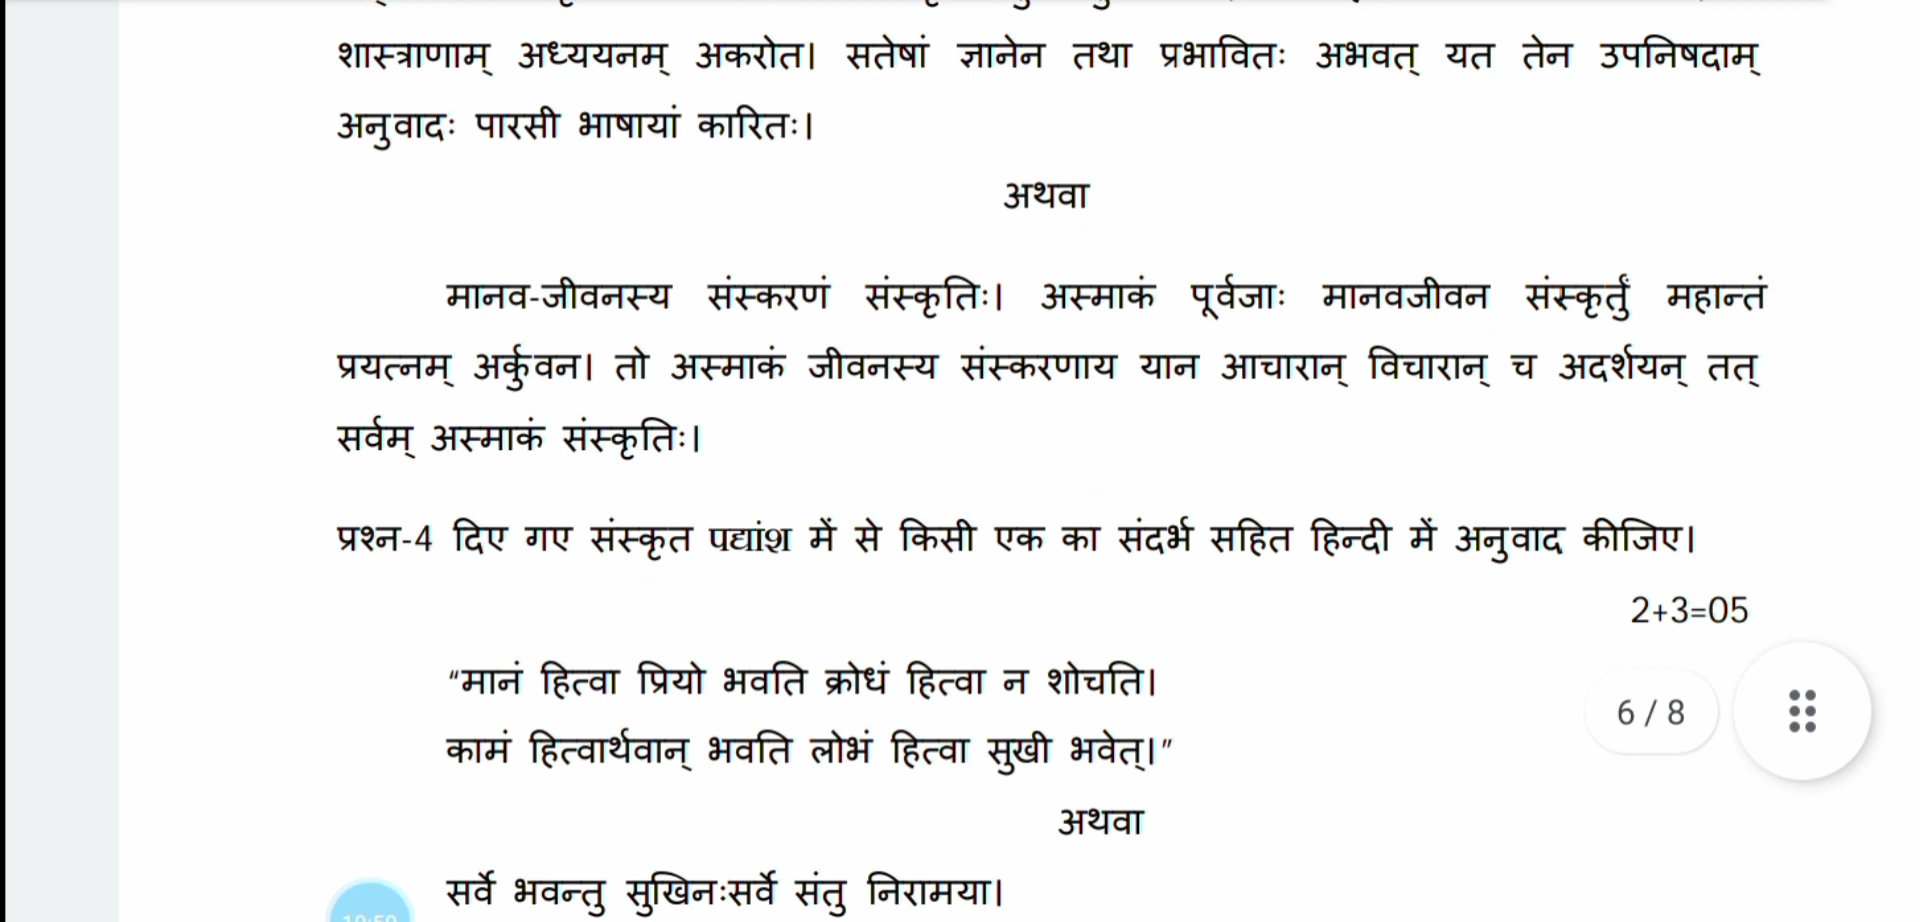 शास्त्राणाम् अध्ययनम् अकरोत। सतेषां ज्ञानेन तथा प्रभावितः अभवत् यत तेन उपनिषदाम्
अनुवादः पारसी भाषायां कारितः।
अथवा
मानव-जीवनस्य संस्करणं संस्कृतिः। अस्माकं पूर्वजाः मानवजीवन संस्कर्तुं महान्तं
प्रयत्नम् अर्कुवन। तो अस्माकं जीवनस्य संस्करणाय यान आचारान् विचारान् च अदर्शयन् तत्
सर्वम् अस्माकं संस्कृतिः।
प्रश्न-4 दिए गए संस्कृत पद्यांश में से किसी एक का संदर्भ सहित हिन्दी में अनुवाद कीजिए।
2+3=05
“मानं हित्वा प्रियो भवति क्रोधं हित्वा न शोचति।
6 / 8
कामं हित्वार्थवान् भवति लोभं हित्वा सुखी भवेत्।”
अथवा
सर्वे भवन्तु सुखिनःसर्वे संतु निरामया।